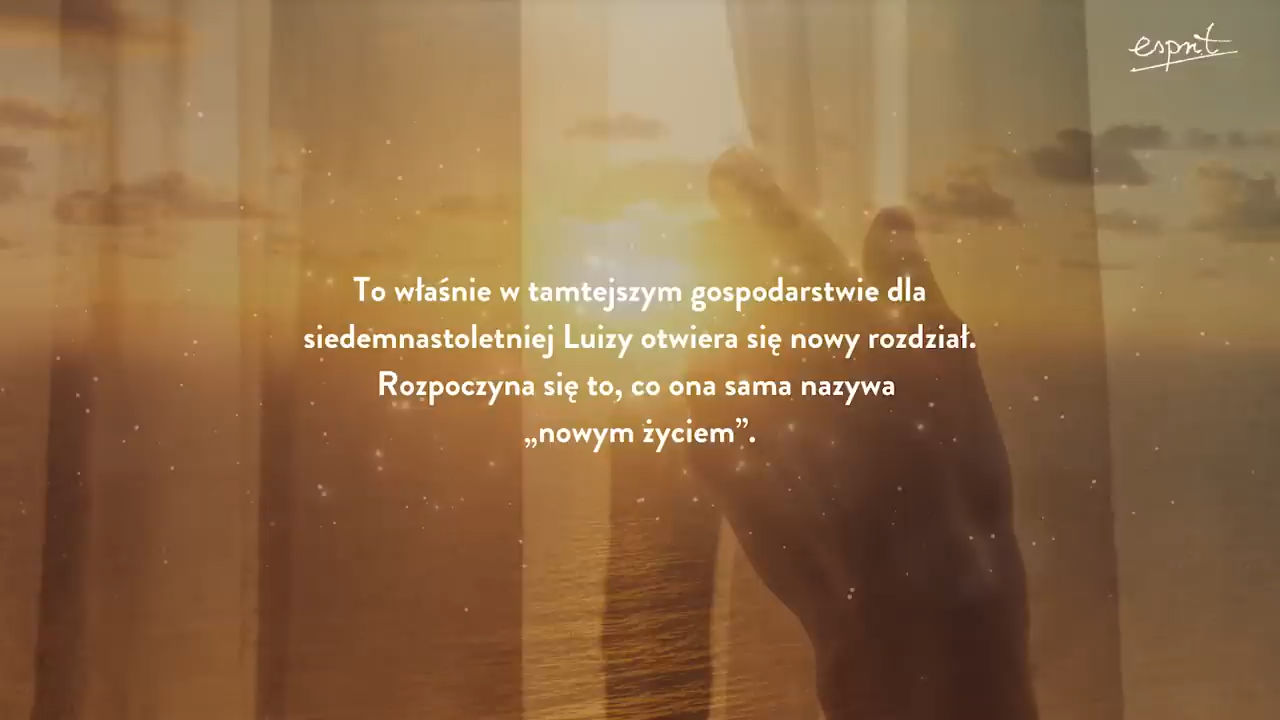 esprit
To właśnie w tamtejszym gospodarstwie dla
siedemnastoletniej Luizy otwiera się nowy rozdział.
Rozpoczyna się to, co ona sama nazywa
„nowym życiem”.